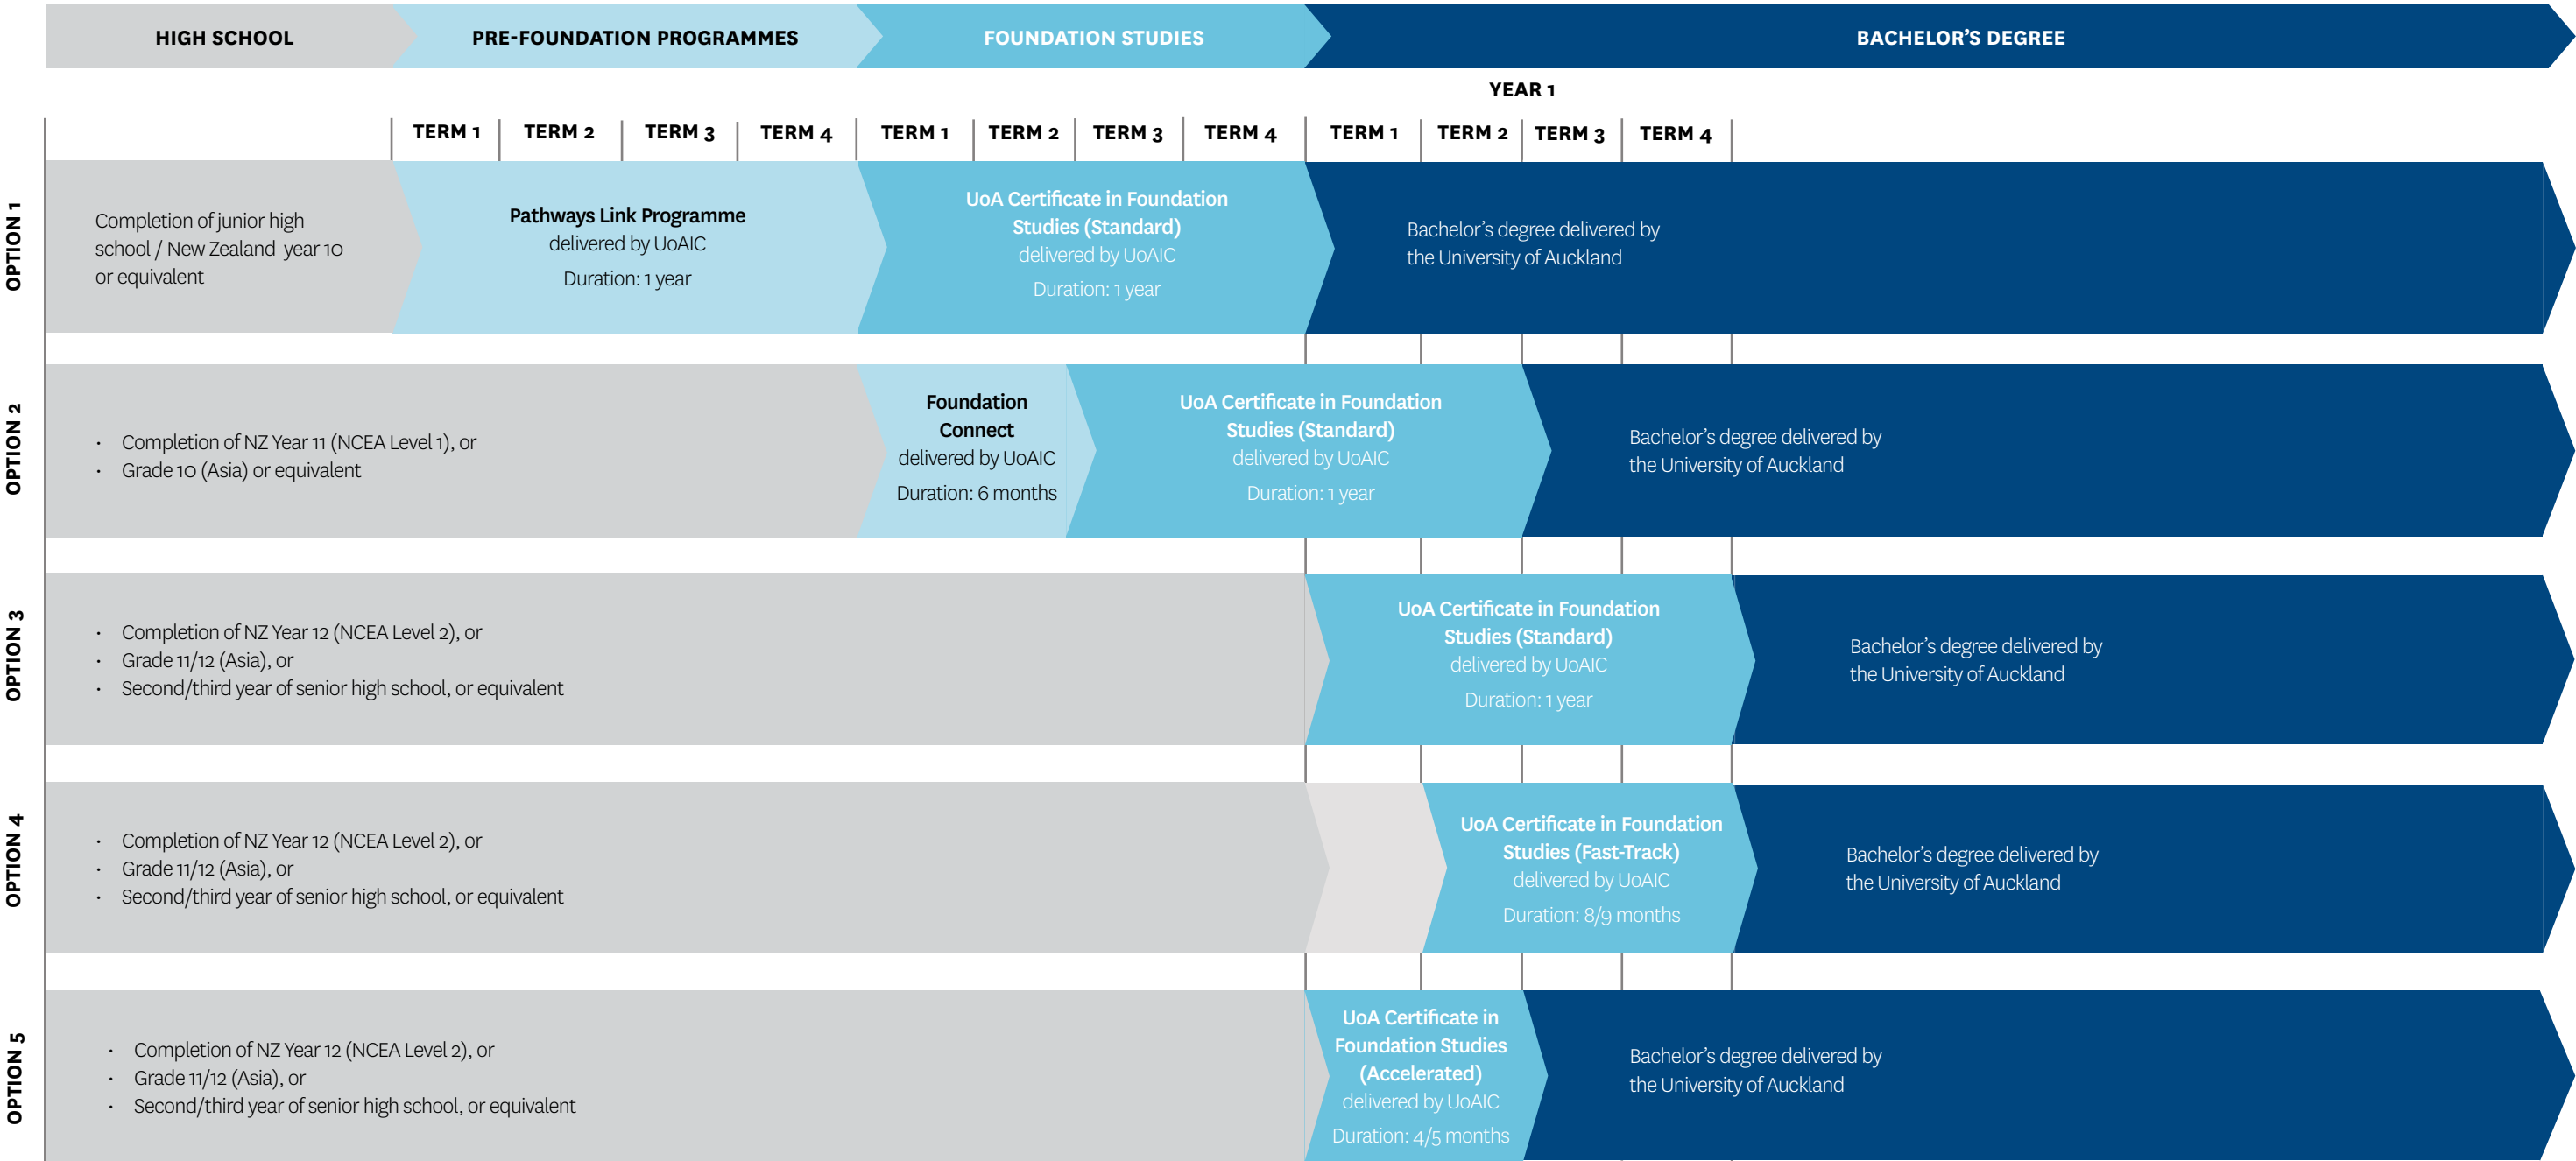 HIGH SCHOOL
PRE-FOUNDATION PROGRAMMES
FOUNDATION STUDIES
BACHELOR’S DEGREE
YEAR 1
TERM 1
TERM 2
TERM 3
TERM 4
TERM 1
TERM 2
TERM 3
TERM 4
TERM 1
TERM 2
TERM 3
TERM 4
OPTION 1
Completion of junior high
school / New Zealand year 10
or equivalent
Pathways Link Programme
delivered by UoAIC
Duration: 1 year
UoA Certificate in Foundation
Studies (Standard)
delivered by UoAIC
Duration: 1 year
Bachelor’s degree delivered by
the University of Auckland
OPTION 2
· Completion of NZ Year 11 (NCEA Level 1), or
· Grade 10 (Asia) or equivalent
Foundation
Connect
delivered by UoAIC
Duration: 6 months
UoA Certificate in Foundation
Studies (Standard)
delivered by UoAIC
Duration: 1 year
Bachelor’s degree delivered by
the University of Auckland
OPTION 3
· Completion of NZ Year 12 (NCEA Level 2), or
· Grade 11/12 (Asia), or
· Second/third year of senior high school, or equivalent
UoA Certificate in Foundation
Studies (Standard)
delivered by UoAIC
Duration: 1 year
Bachelor’s degree delivered by
the University of Auckland
OPTION 4
· Completion of NZ Year 12 (NCEA Level 2), or
· Grade 11/12 (Asia), or
· Second/third year of senior high school, or equivalent
UoA Certificate in Foundation
Studies (Fast-Track)
delivered by UoAIC
Duration: 8/9 months
Bachelor’s degree delivered by
the University of Auckland
OPTION 5
· Completion of NZ Year 12 (NCEA Level 2), or
· Grade 11/12 (Asia), or
· Second/third year of senior high school, or equivalent
UoA Certificate in
Foundation Studies
(Accelerated)
delivered by UoAIC
Duration: 4/5 months
Bachelor’s degree delivered by
the University of Auckland